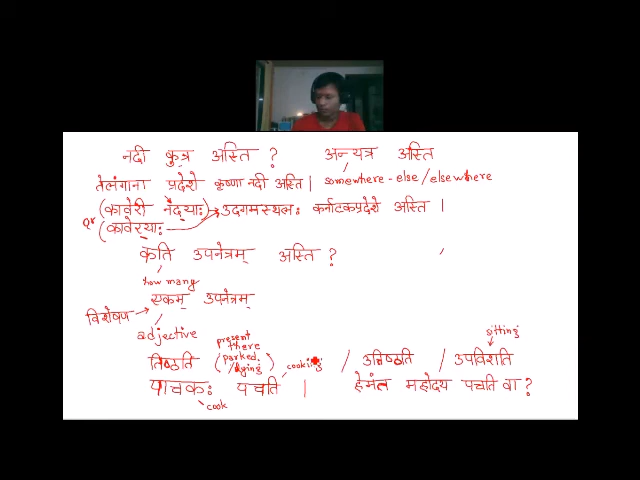 नदी कुत्र अस्ति ? अन्यत्र अस्ति
तेलंगाना प्रदेशे कृष्णा नदी अस्ति | somewhere-else/elsewhere
(कावेरी नद्याः) उदगमस्थलः कर्नाटकप्रदेशे अस्ति |
or (कावेर्याः
कति उपनेत्रम् अस्ति ?
how many
एकम् उपनेत्रम्
विशेषण
adjective
present there
sitting
तिष्ठति (parked. /lying) cooking / उत्तिष्ठति / उपविशति
पाचकः पचति | हेमंत महोदय पचति वा ?
cook